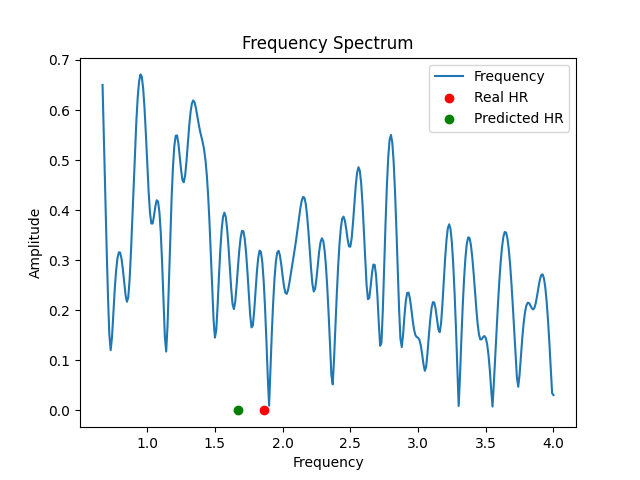 Frequency Spectrum
Frequency
Real HR
Predicted HR
Amplitude
0.7
0.6
0.5
0.4
0.3
0.2
0.1
0.0
1.0 1.5 2.0 2.5 3.0 3.5 4.0
Frequency